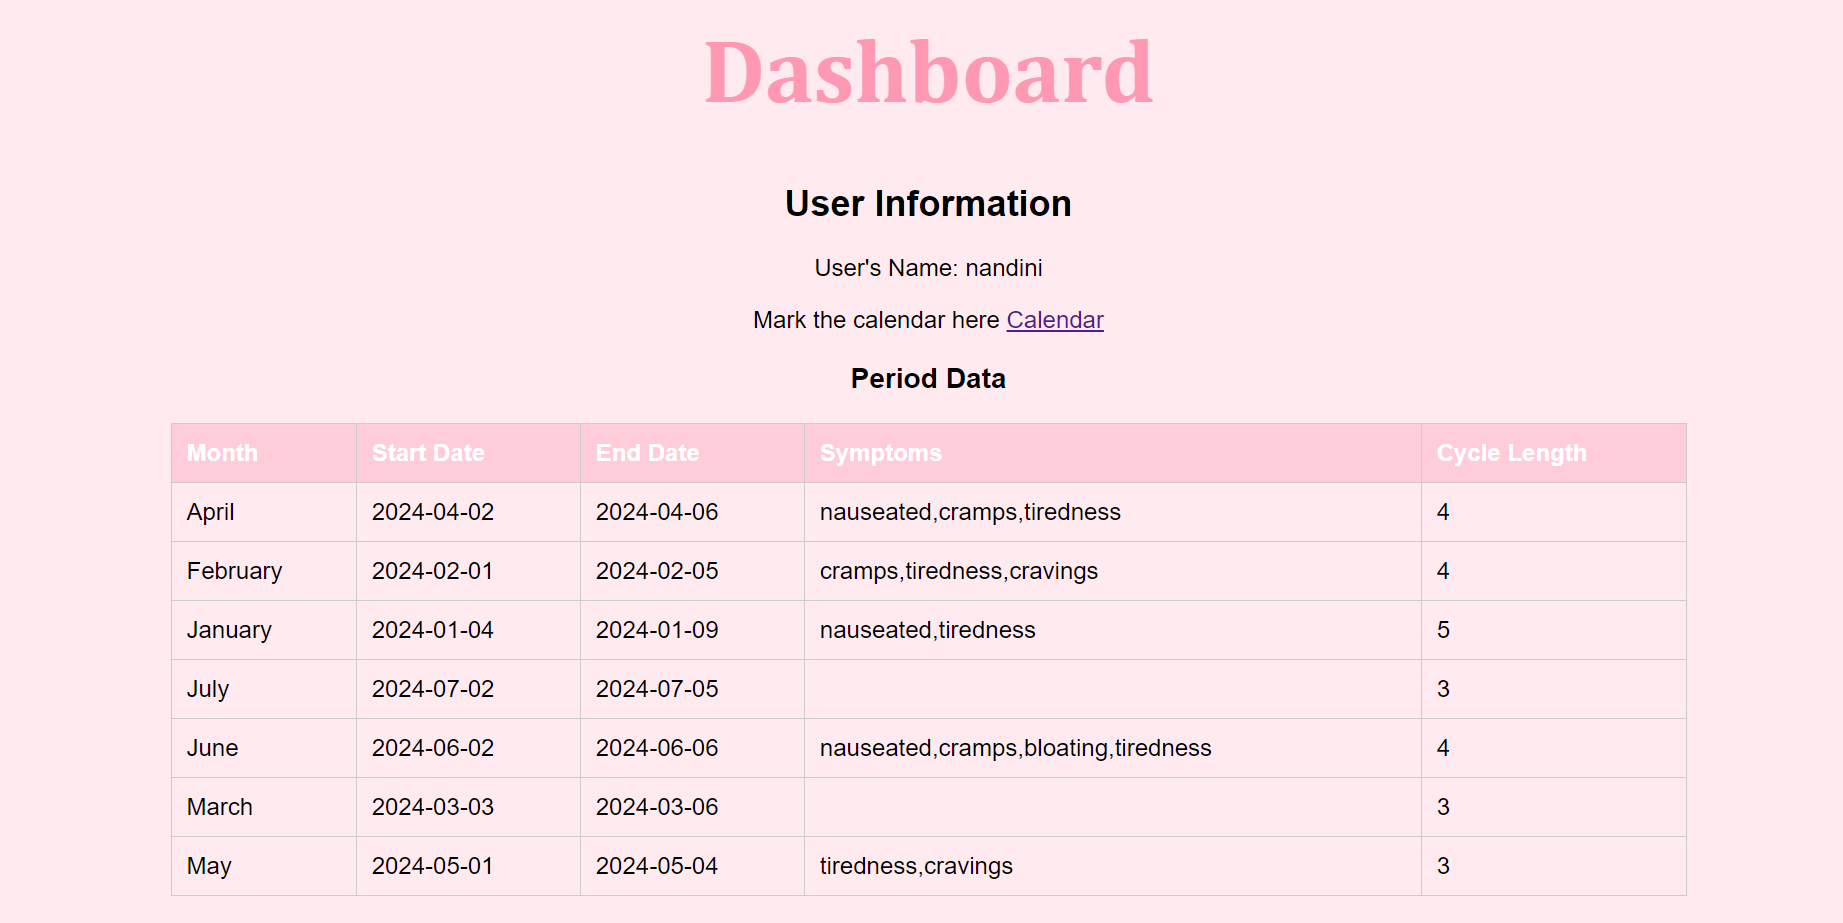 Dashboard
User Information
User's Name: nandini
Mark the calendar here Calendar
Period Data
Month Start Date End Date Symptoms Cycle Length
April 2024-04-02 2024-04-06 nauseated,cramps,tiredness 4
February 2024-02-01 2024-02-05 cramps,tiredness,cravings 4
January 2024-01-04 2024-01-09 nauseated,tiredness 5
July 2024-07-02 2024-07-05 3
June 2024-06-02 2024-06-06 nauseated,cramps,bloating,tiredness 4
March 2024-03-03 2024-03-06 3
May 2024-05-01 2024-05-04 tiredness,cravings 3